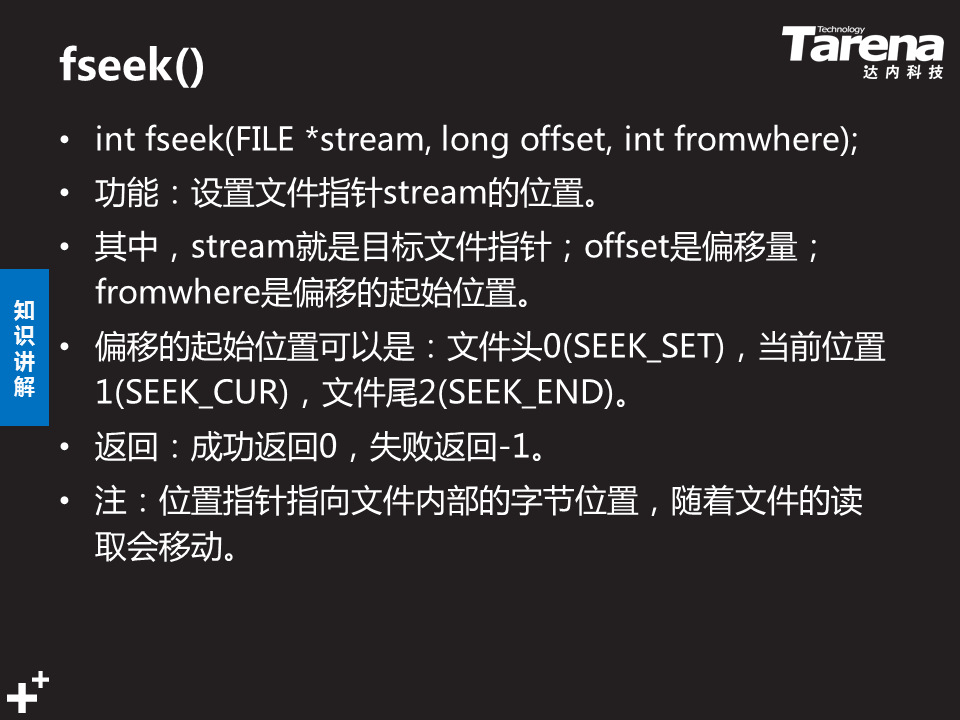 fseek()
Technology
Tarena
达内科技
• int fseek(FILE *stream, long offset, int fromwhere);
• 功能：设置文件指针stream的位置。
• 其中，stream就是目标文件指针；offset是偏移量；
fromwhere是偏移的起始位置。
• 偏移的起始位置可以是：文件头0(SEEK_SET)，当前位置
1(SEEK_CUR)，文件尾2(SEEK_END)。
• 返回：成功返回0，失败返回-1。
• 注：位置指针指向文件内部的字节位置，随着文件的读
取会移动。
知
识
讲
解